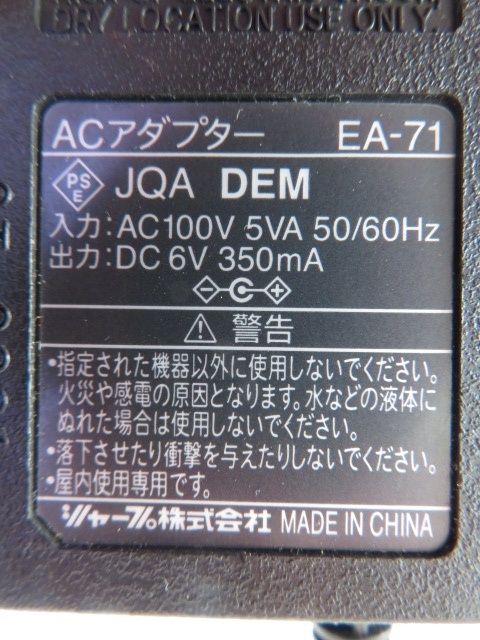 DRY LOCATION USE ONLY.
ACアダプター EA-71
PSE JQA DEM
入力:AC100V 5VA 50/60Hz
出力:DC 6V 350mA
警告
•指定された機器以外に使用しないでください。
火災や感電の原因となります。水などの液体に
ぬれた場合は使用しないでください。
•落下させたり衝撃を与えたりしないでください。
•屋内使用専用です。
シャープ株式会社 MADE IN CHINA